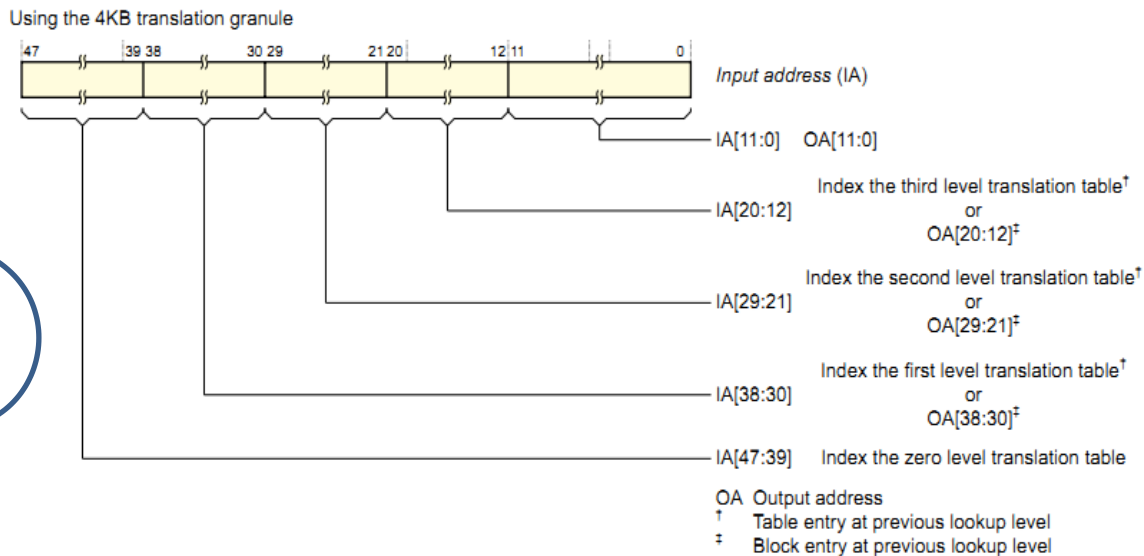 Using the 4KB translation granule
47 39 38 30 29 21 20 12 11 0
Input address (IA)
IA[11:0] OA[11:0]
Index the third level translation table†
IA[20:12] or
OA[20:12]‡
Index the second level translation table†
IA[29:21] or
OA[29:21]‡
Index the first level translation table†
IA[38:30] or
OA[38:30]‡
IA[47:39] Index the zero level translation table
OA Output address
† Table entry at previous lookup level
‡ Block entry at previous lookup level